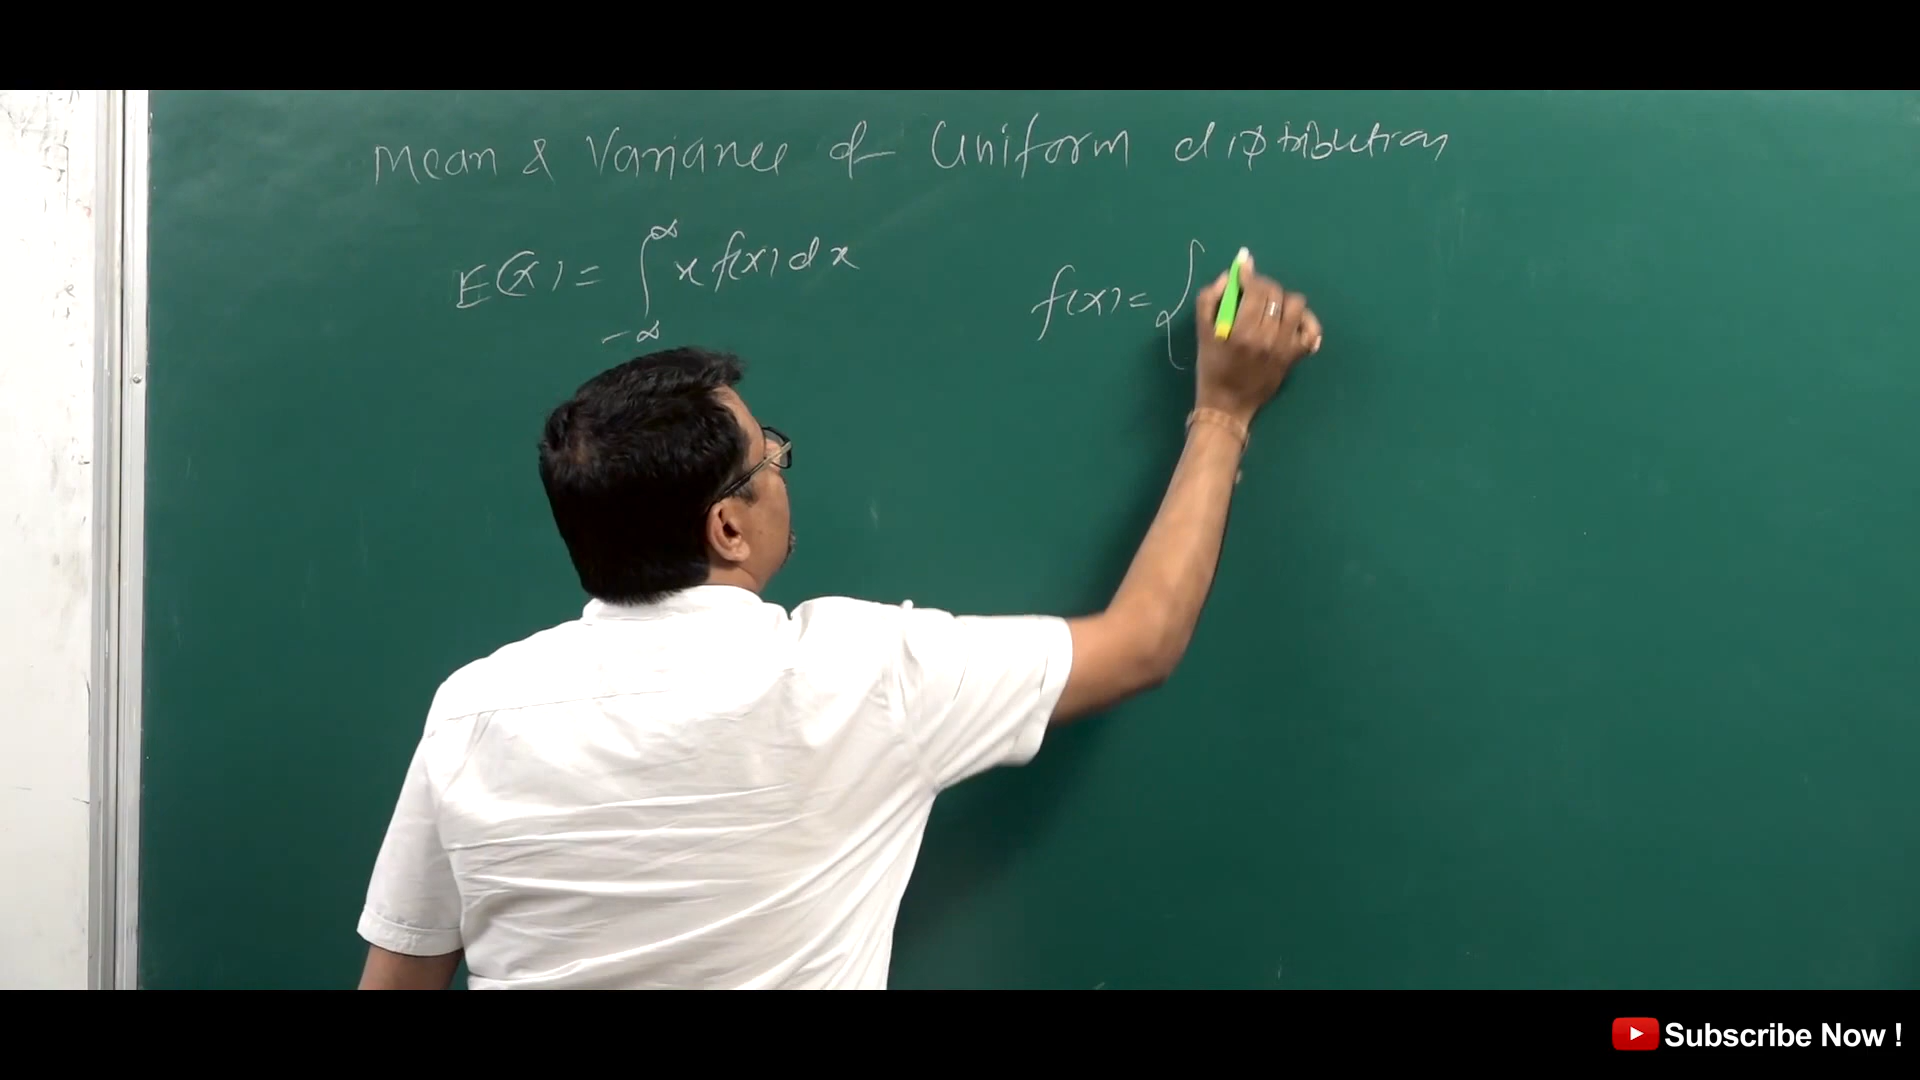 Mean & Variance of Uniform distribution
E(x) = ∫_{-∞}^{∞} x f(x) dx
f(x) = {
Subscribe Now !